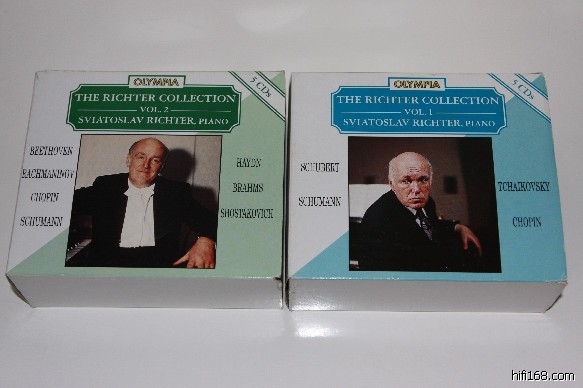 OLYMPIA
5 CDs
THE RICHTER COLLECTION
VOL. 2
SVIATOSLAV RICHTER, PIANO
BEETHOVEN
RACHMANINOV
CHOPIN
SCHUMANN
HAYDN
BRAHMS
SHOSTAKOVICH
OLYMPIA
5 CDs
THE RICHTER COLLECTION
VOL. 1
SVIATOSLAV RICHTER, PIANO
SCHUBERT
SCHUMANN
TCHAIKOVSKY
CHOPIN
hifi168.com